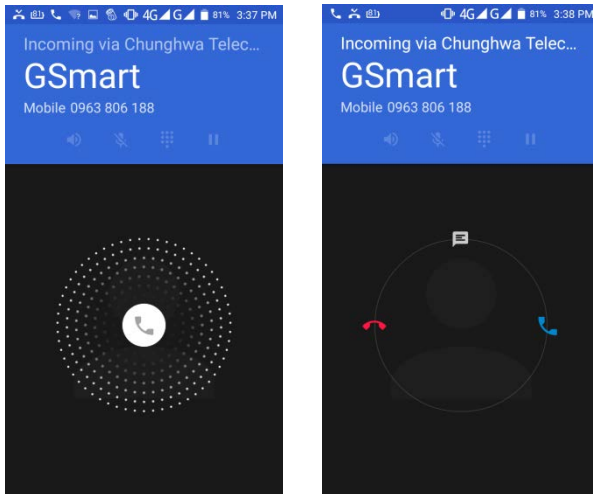 4G G 81% 3:37 PM
Incoming via Chunghwa Telec...
GSmart
Mobile 0963 806 188
4G G 81% 3:38 PM
Incoming via Chunghwa Telec...
GSmart
Mobile 0963 806 188